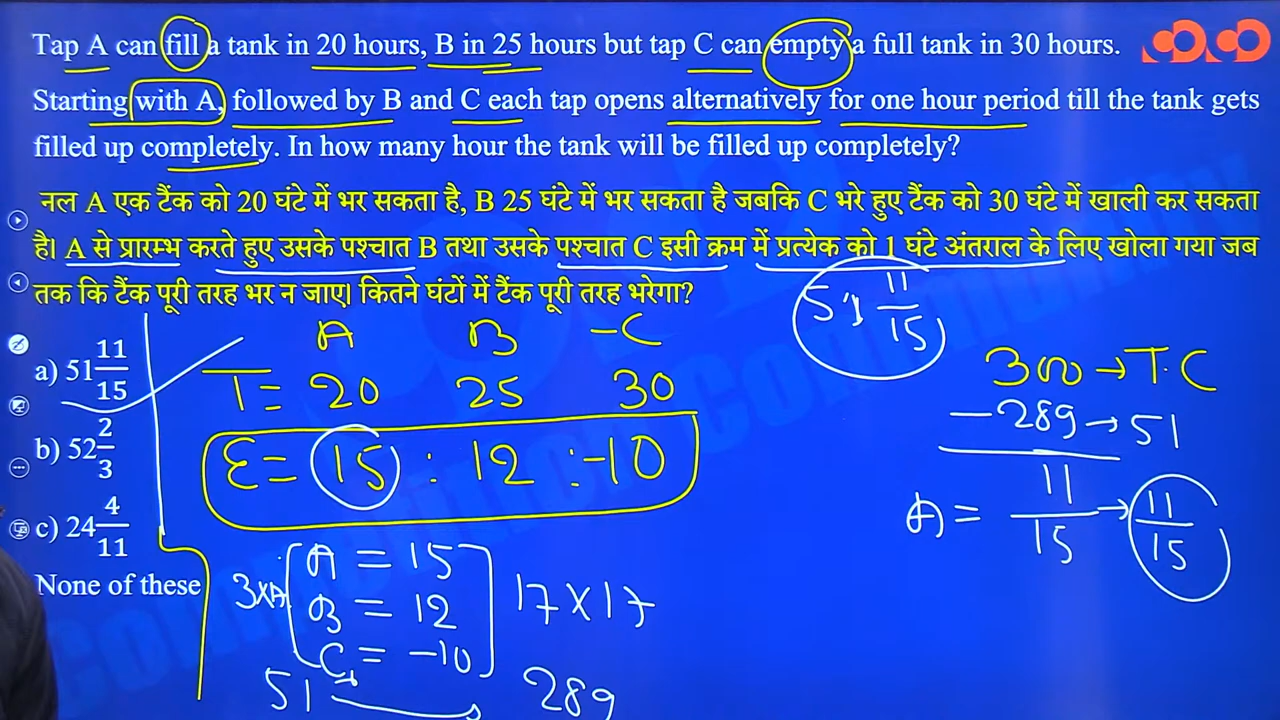 Tap A can fill a tank in 20 hours, B in 25 hours but tap C can empty a full tank in 30 hours.
Starting with A, followed by B and C each tap opens alternatively for one hour period till the tank gets
filled up completely. In how many hour the tank will be filled up completely?
नल A एक टैंक को 20 घंटे में भर सकता है, B 25 घंटे में भर सकता है जबकि C भरे हुए टैंक को 30 घंटे में खाली कर सकता
है। A से प्रारम्भ करते हुए उसके पश्चात B तथा उसके पश्चात C इसी क्रम में प्रत्येक को 1 घंटे अंतराल के लिए खोला गया जब
तक कि टैंक पूरी तरह भर न जाए। कितने घंटों में टैंक पूरी तरह भरेगा?
51 11/15
a) 51 11/15
b) 52 2/3
c) 24 4/11
None of these
A B -C
T = 20 25 30
E = 15 : 12 : -10
A = 15
B = 12
C = -10
17 × 17
51 → 289
300 → T.C
- 289 → 51
A = 11/15 → 11/15